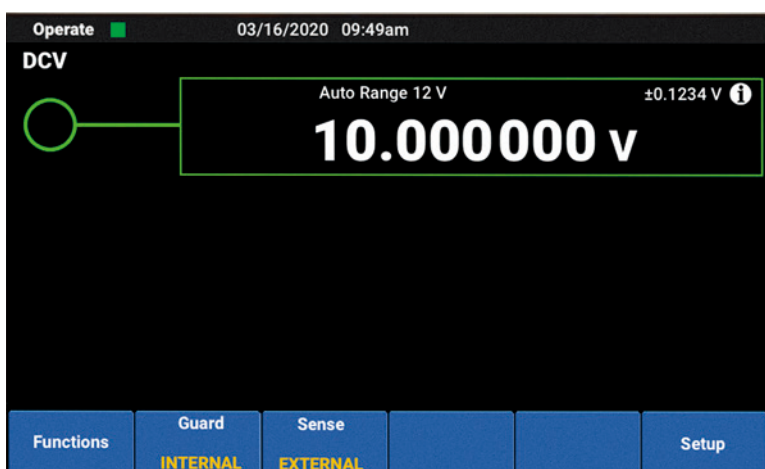 Operate 03/16/2020 09:49am
DCV
Auto Range 12 V ±0.1234 V i
10.000000 V
Functions Guard Sense Setup
INTERNAL EXTERNAL